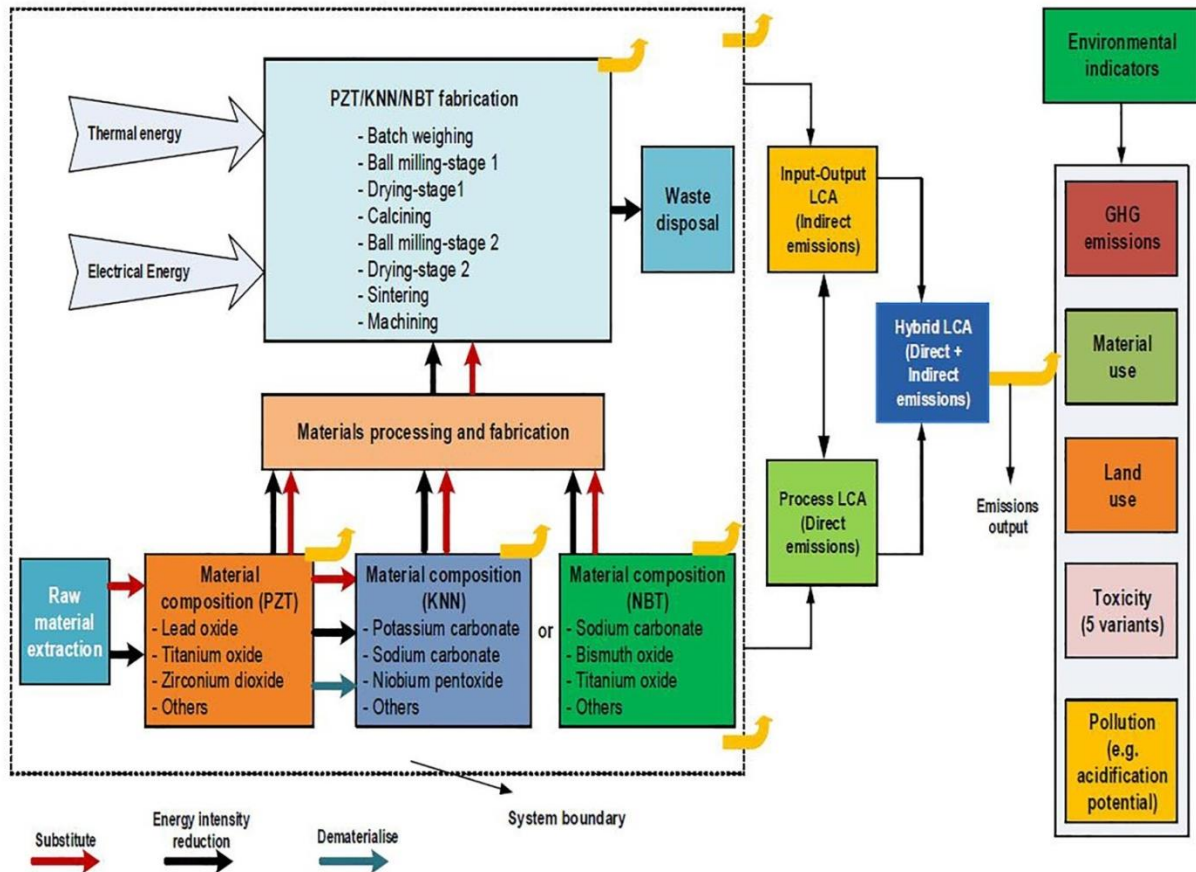 PZT/KNN/NBT fabrication
- Batch weighing
- Ball milling-stage 1
- Drying-stage1
- Calcining
- Ball milling-stage 2
- Drying-stage 2
- Sintering
- Machining
Thermal energy
Electrical Energy
Waste
disposal
Materials processing and fabrication
Raw
material
extraction
Material
composition (PZT)
- Lead oxide
- Titanium oxide
- Zirconium dioxide
- Others
Material composition
(KNN)
- Potassium carbonate
- Sodium carbonate
- Niobium pentoxide
- Others
or
Material composition
(NBT)
- Sodium carbonate
- Bismuth oxide
- Titanium oxide
- Others
System boundary
Substitute
Energy intensity
reduction
Dematerialise
Input-Output
LCA
(Indirect
emissions)
Process LCA
(Direct
emissions)
Hybrid LCA
(Direct +
Indirect
emissions)
Emissions
output
Environmental
indicators
GHG
emissions
Material
use
Land
use
Toxicity
(5 variants)
Pollution
(e.g.
acidification
potential)